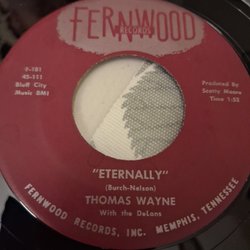 FERNWOOD
RECORDS
F-181
45-111
Bluff City
Music BMI
Produced By
Scotty Moore
Time 1:55
"ETERNALLY"
(Burch-Nelson)
THOMAS WAYNE
With the DeLons
FERNWOOD RECORDS, INC. MEMPHIS, TENNESSEE